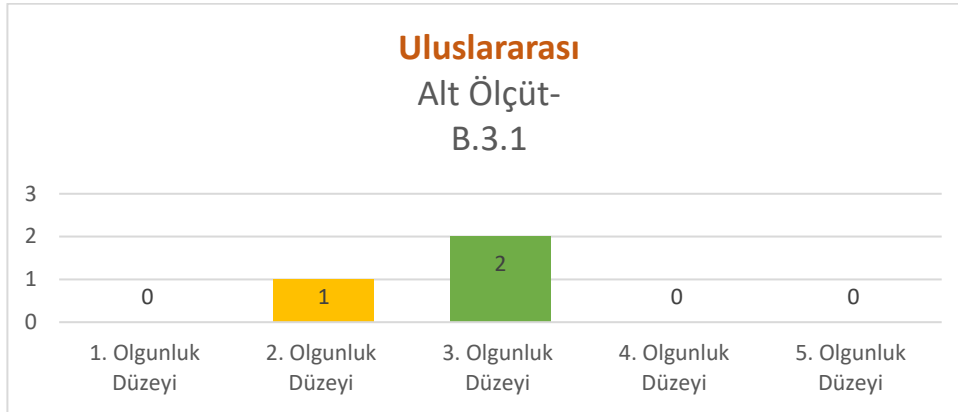 Uluslararası
Alt Ölçüt-
B.3.1
3
2
1
0
0
1
2
0
0
1. Olgunluk
Düzeyi
2. Olgunluk
Düzeyi
3. Olgunluk
Düzeyi
4. Olgunluk
Düzeyi
5. Olgunluk
Düzeyi